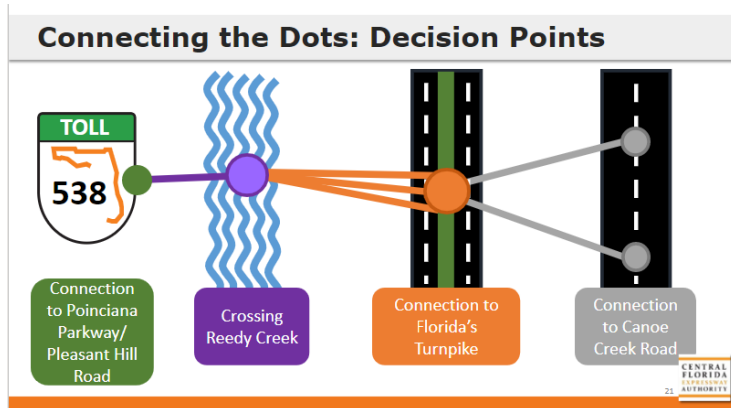 Connecting the Dots: Decision Points
TOLL
538
Connection
to Poinciana
Parkway/
Pleasant Hill
Road
Crossing
Reedy Creek
Connection to
Florida's
Turnpike
Connection
to Canoe
Creek Road
21
CENTRAL
FLORIDA
EXPRESSWAY
AUTHORITY